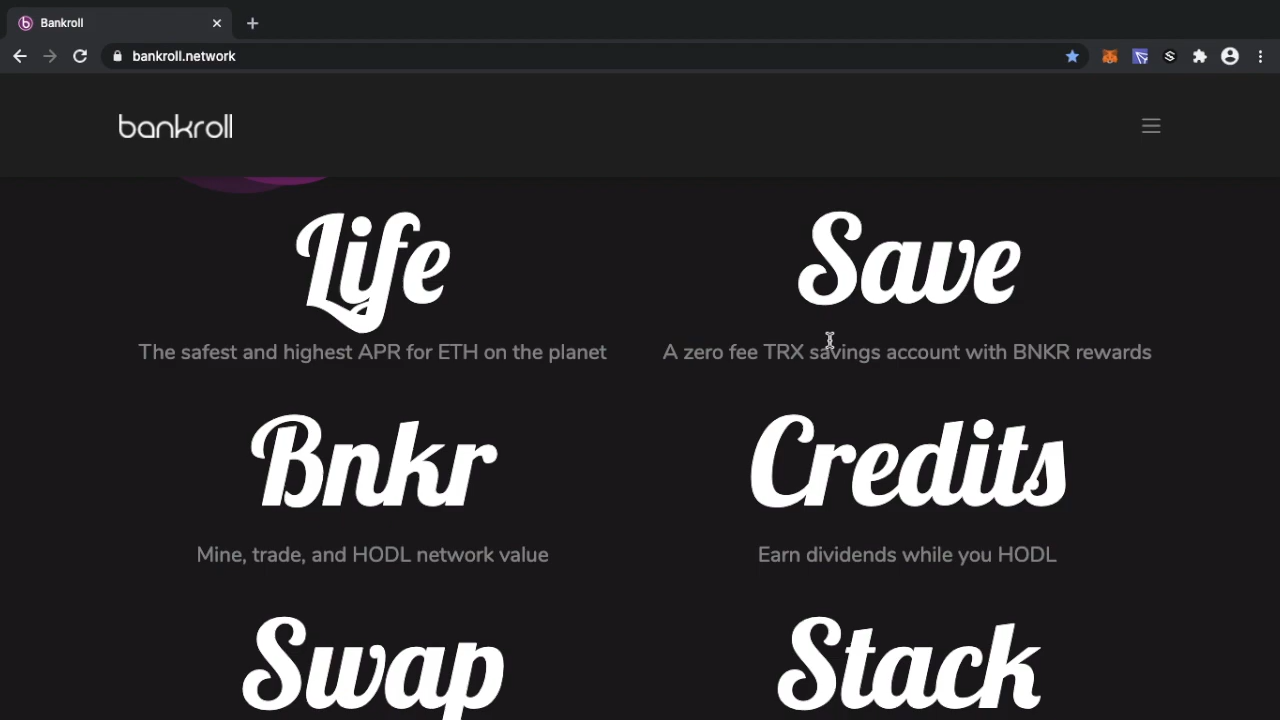 Bankroll
bankroll.network
bankroll
Life
Save
The safest and highest APR for ETH on the planet
A zero fee TRX savings account with BNKR rewards
Bnkr
Credits
Mine, trade, and HODL network value
Earn dividends while you HODL
Swap
Stack